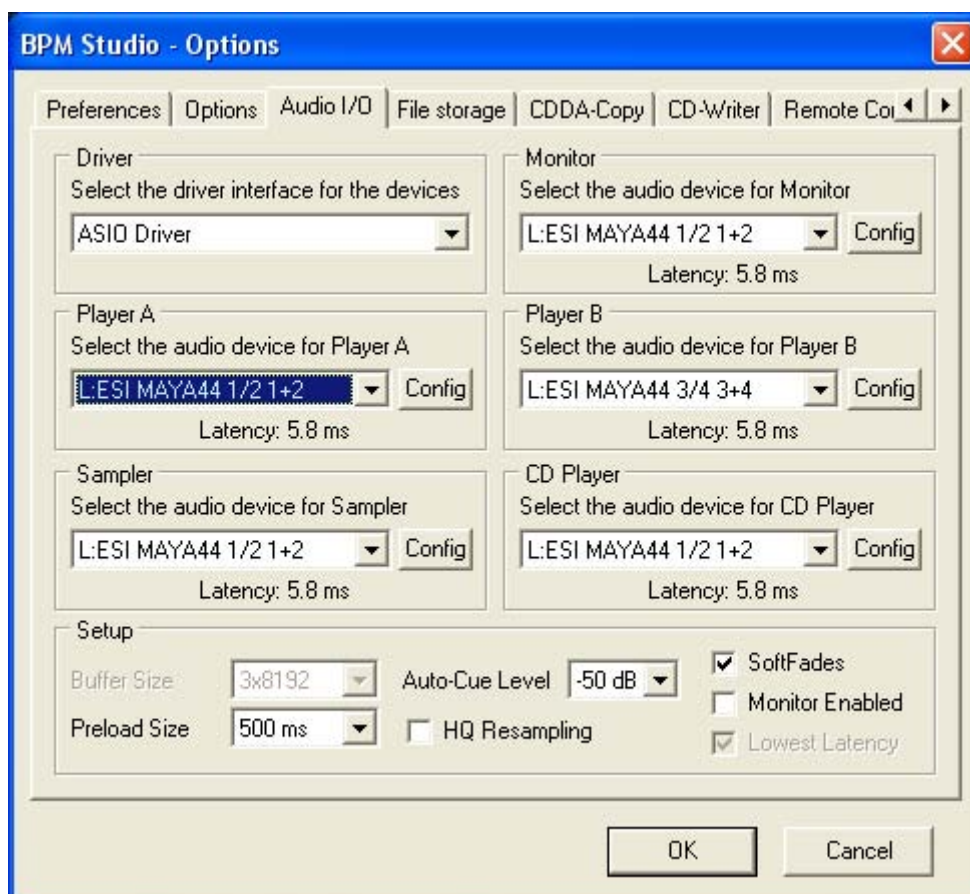 BPM Studio - Options
Preferences Options Audio I/O File storage CDDA-Copy CD-Writer Remote Co
Driver
Select the driver interface for the devices
ASIO Driver
Monitor
Select the audio device for Monitor
L:ESI MAYA44 1/2 1+2 Config
Latency: 5.8 ms
Player A
Select the audio device for Player A
L:ESI MAYA44 1/2 1+2 Config
Latency: 5.8 ms
Player B
Select the audio device for Player B
L:ESI MAYA44 3/4 3+4 Config
Latency: 5.8 ms
Sampler
Select the audio device for Sampler
L:ESI MAYA44 1/2 1+2 Config
Latency: 5.8 ms
CD Player
Select the audio device for CD Player
L:ESI MAYA44 1/2 1+2 Config
Latency: 5.8 ms
Setup
Buffer Size 3x8192
Preload Size 500 ms
Auto-Cue Level -50 dB
HQ Resampling
SoftFades
Monitor Enabled
Lowest Latency
OK Cancel